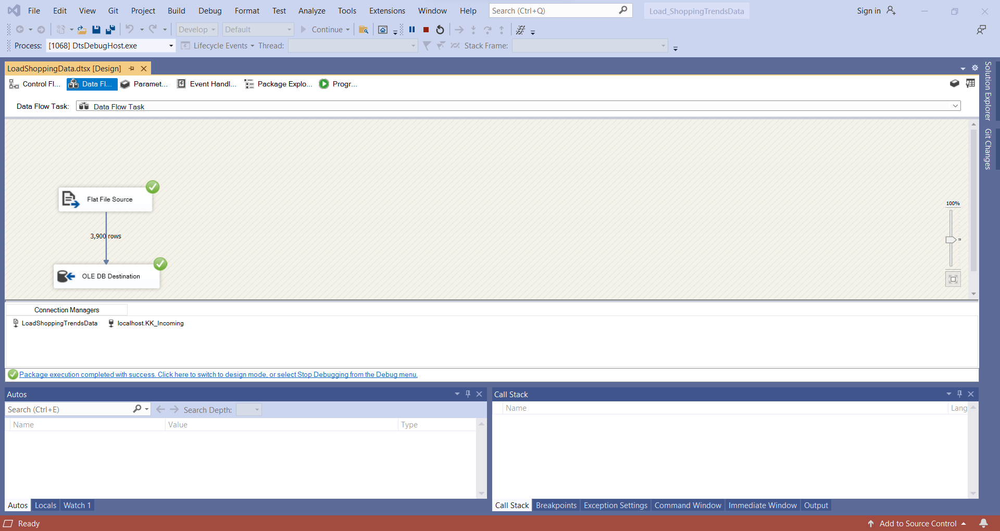 File Edit View Git Project Build Debug Format Test Analyze Tools Extensions Window Help Search (Ctrl+Q) Load_ShoppingTrendsData Sign in
Develop Default Continue
Process: [1068] DtsDebugHost.exe Lifecycle Events Thread: Stack Frame:
LoadShoppingData.dtsx [Design]
Control Fl... Data Fl... Paramet... Event Handl... Package Explo... Progr...
Data Flow Task: Data Flow Task
Solution Explorer
Git Changes
Flat File Source
3,900 rows
OLE DB Destination
100%
Connection Managers
LoadShoppingTrendsData localhost.KK_Incoming
Package execution completed with success. Click here to switch to design mode, or select Stop Debugging from the Debug menu.
Autos
Search (Ctrl+E) Search Depth:
Name Value Type
Autos Locals Watch 1
Call Stack
Name Lang
Call Stack Breakpoints Exception Settings Command Window Immediate Window Output
Ready Add to Source Control